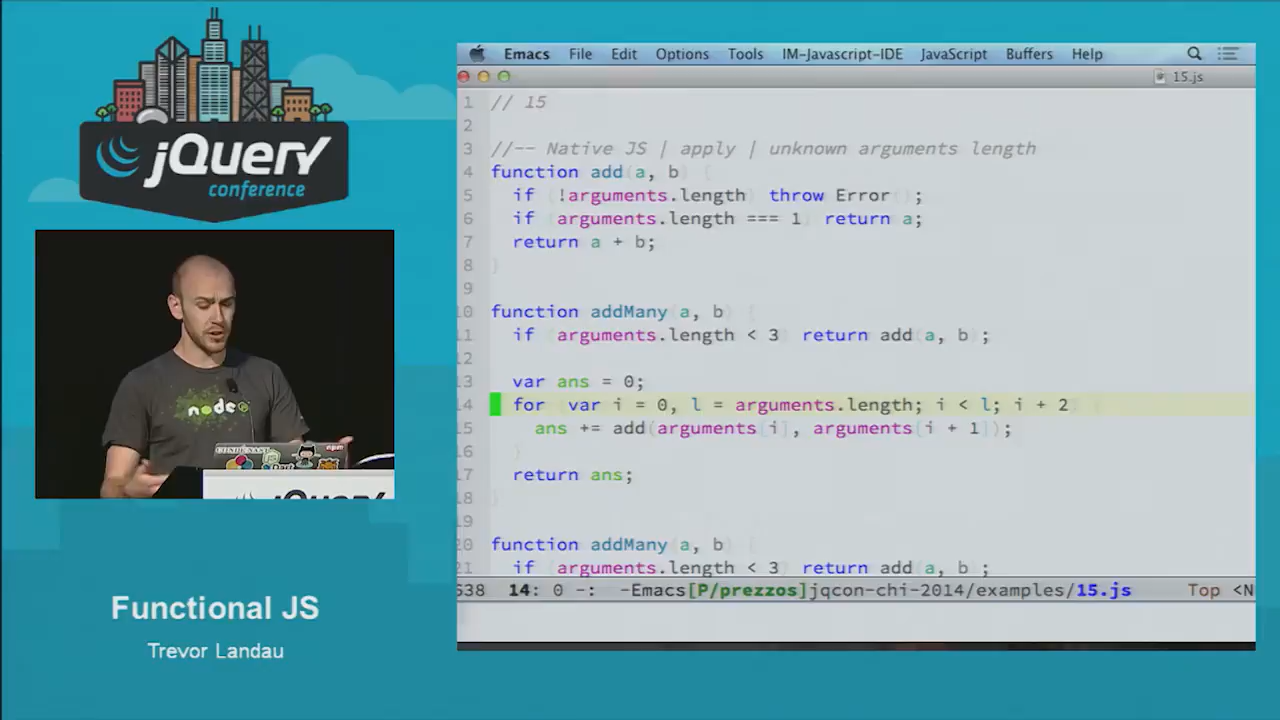 jQuery
conference
Functional JS
Trevor Landau
node
npm
jQuery
Emacs File Edit Options Tools IM-Javascript-IDE JavaScript Buffers Help
15.js
1 // 15
2
3 //-- Native JS | apply | unknown arguments length
4 function add(a, b) {
5 if (!arguments.length) throw Error();
6 if (arguments.length === 1) return a;
7 return a + b;
8 }
9
10 function addMany(a, b) {
11 if (arguments.length < 3) return add(a, b);
12
13 var ans = 0;
14 for (var i = 0, l = arguments.length; i < l; i + 2) {
15 ans += add(arguments[i], arguments[i + 1]);
16 }
17 return ans;
18 }
19
20 function addMany(a, b) {
21 if (arguments.length < 3) return add(a, b);
638 14: 0 -: -Emacs[P/prezzos]jqcon-chi-2014/examples/15.js Top <N